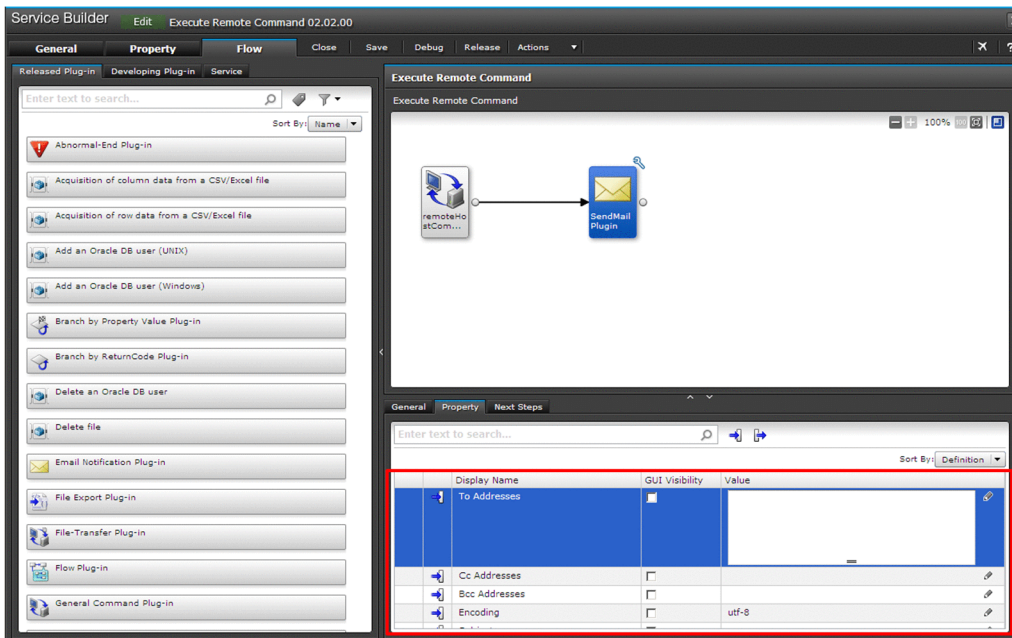 Service Builder Edit Execute Remote Command 02.02.00
General Property Flow Close Save Debug Release Actions
Released Plug-in Developing Plug-in Service
Enter text to search...
Sort By: Name
Abnormal-End Plug-in
Acquisition of column data from a CSV/Excel file
Acquisition of row data from a CSV/Excel file
Add an Oracle DB user (UNIX)
Add an Oracle DB user (Windows)
Branch by Property Value Plug-in
Branch by ReturnCode Plug-in
Delete an Oracle DB user
Delete file
Email Notification Plug-in
File Export Plug-in
File-Transfer Plug-in
Flow Plug-in
General Command Plug-in
Execute Remote Command
Execute Remote Command
100%
remoteHo
stCom...
SendMail
Plugin
General Property Next Steps
Enter text to search...
Sort By: Definition
Display Name GUI Visibility Value
To Addresses
Cc Addresses
Bcc Addresses
Encoding utf-8